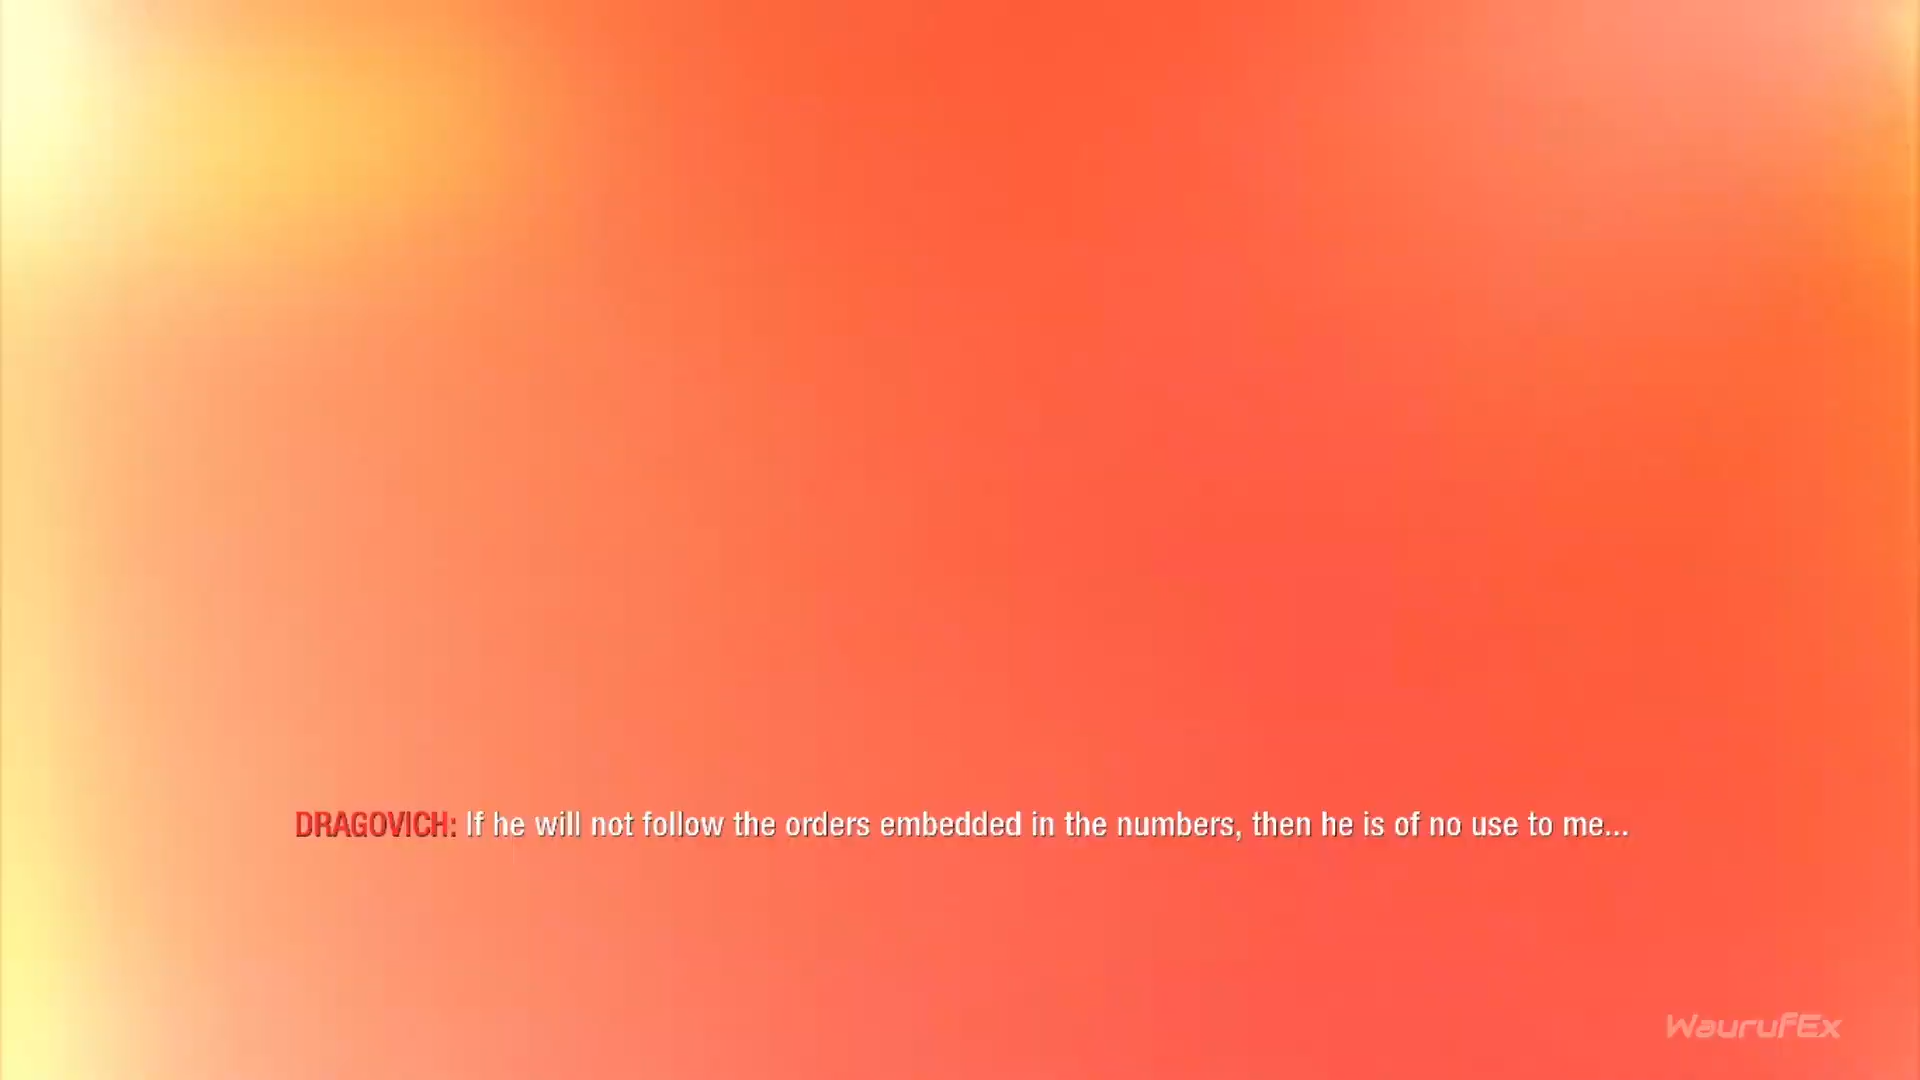 DRAGOVICH: If he will not follow the orders embedded in the numbers, then he is of no use to me...
WaurufEx